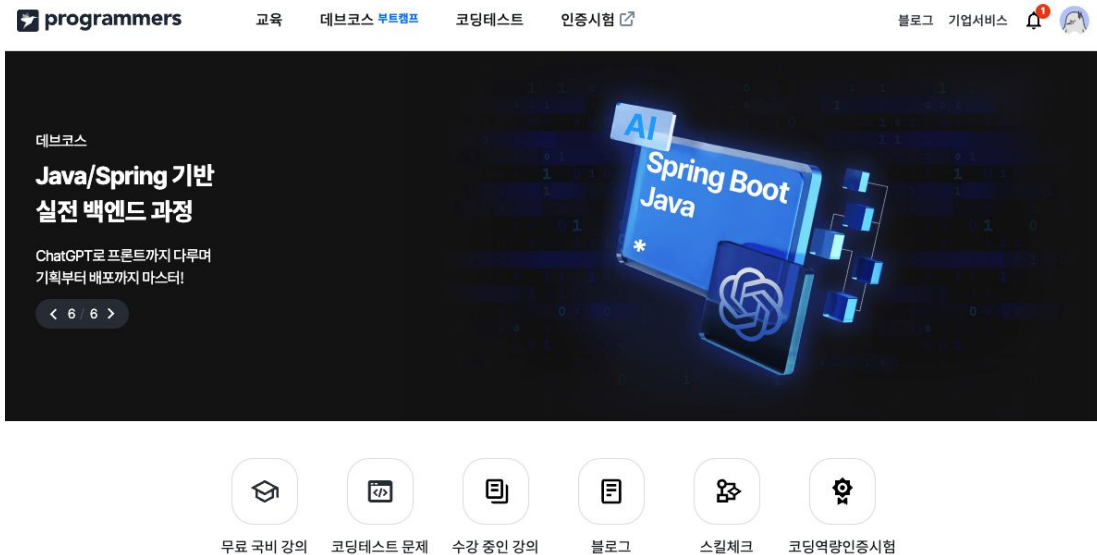 programmers
교육
데브코스 부트캠프
코딩테스트
인증시험
블로그
기업서비스
1
데브코스
Java/Spring 기반
실전 백엔드 과정
ChatGPT로 프론트까지 다루며
기획부터 배포까지 마스터!
< 6 / 6 >
AI
Spring Boot
Java
*
무료 국비 강의
코딩테스트 문제
수강 중인 강의
블로그
스킬체크
코딩역량인증시험